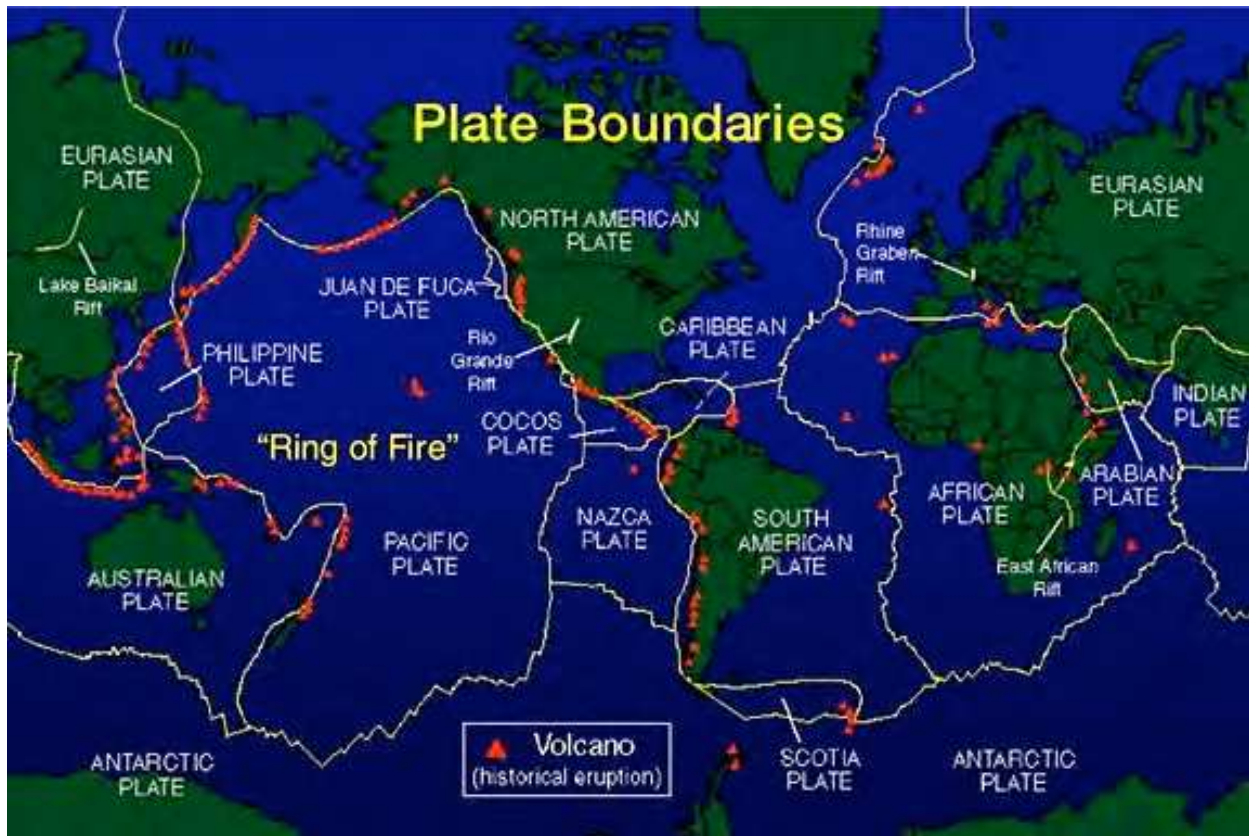 Plate Boundaries
EURASIAN
PLATE
EURASIAN
PLATE
NORTH AMERICAN
PLATE
Rhine
Graben
Rift
Lake Baikal
Rift
JUAN DE FUCA
PLATE
CARIBBEAN
PLATE
Rio
Grande
Rift
PHILIPPINE
PLATE
INDIAN
PLATE
COCOS
PLATE
"Ring of Fire"
ARABIAN
PLATE
AFRICAN
PLATE
NAZCA
PLATE
SOUTH
AMERICAN
PLATE
PACIFIC
PLATE
East African
Rift
AUSTRALIAN
PLATE
Volcano
(historical eruption)
SCOTIA
PLATE
ANTARCTIC
PLATE
ANTARCTIC
PLATE